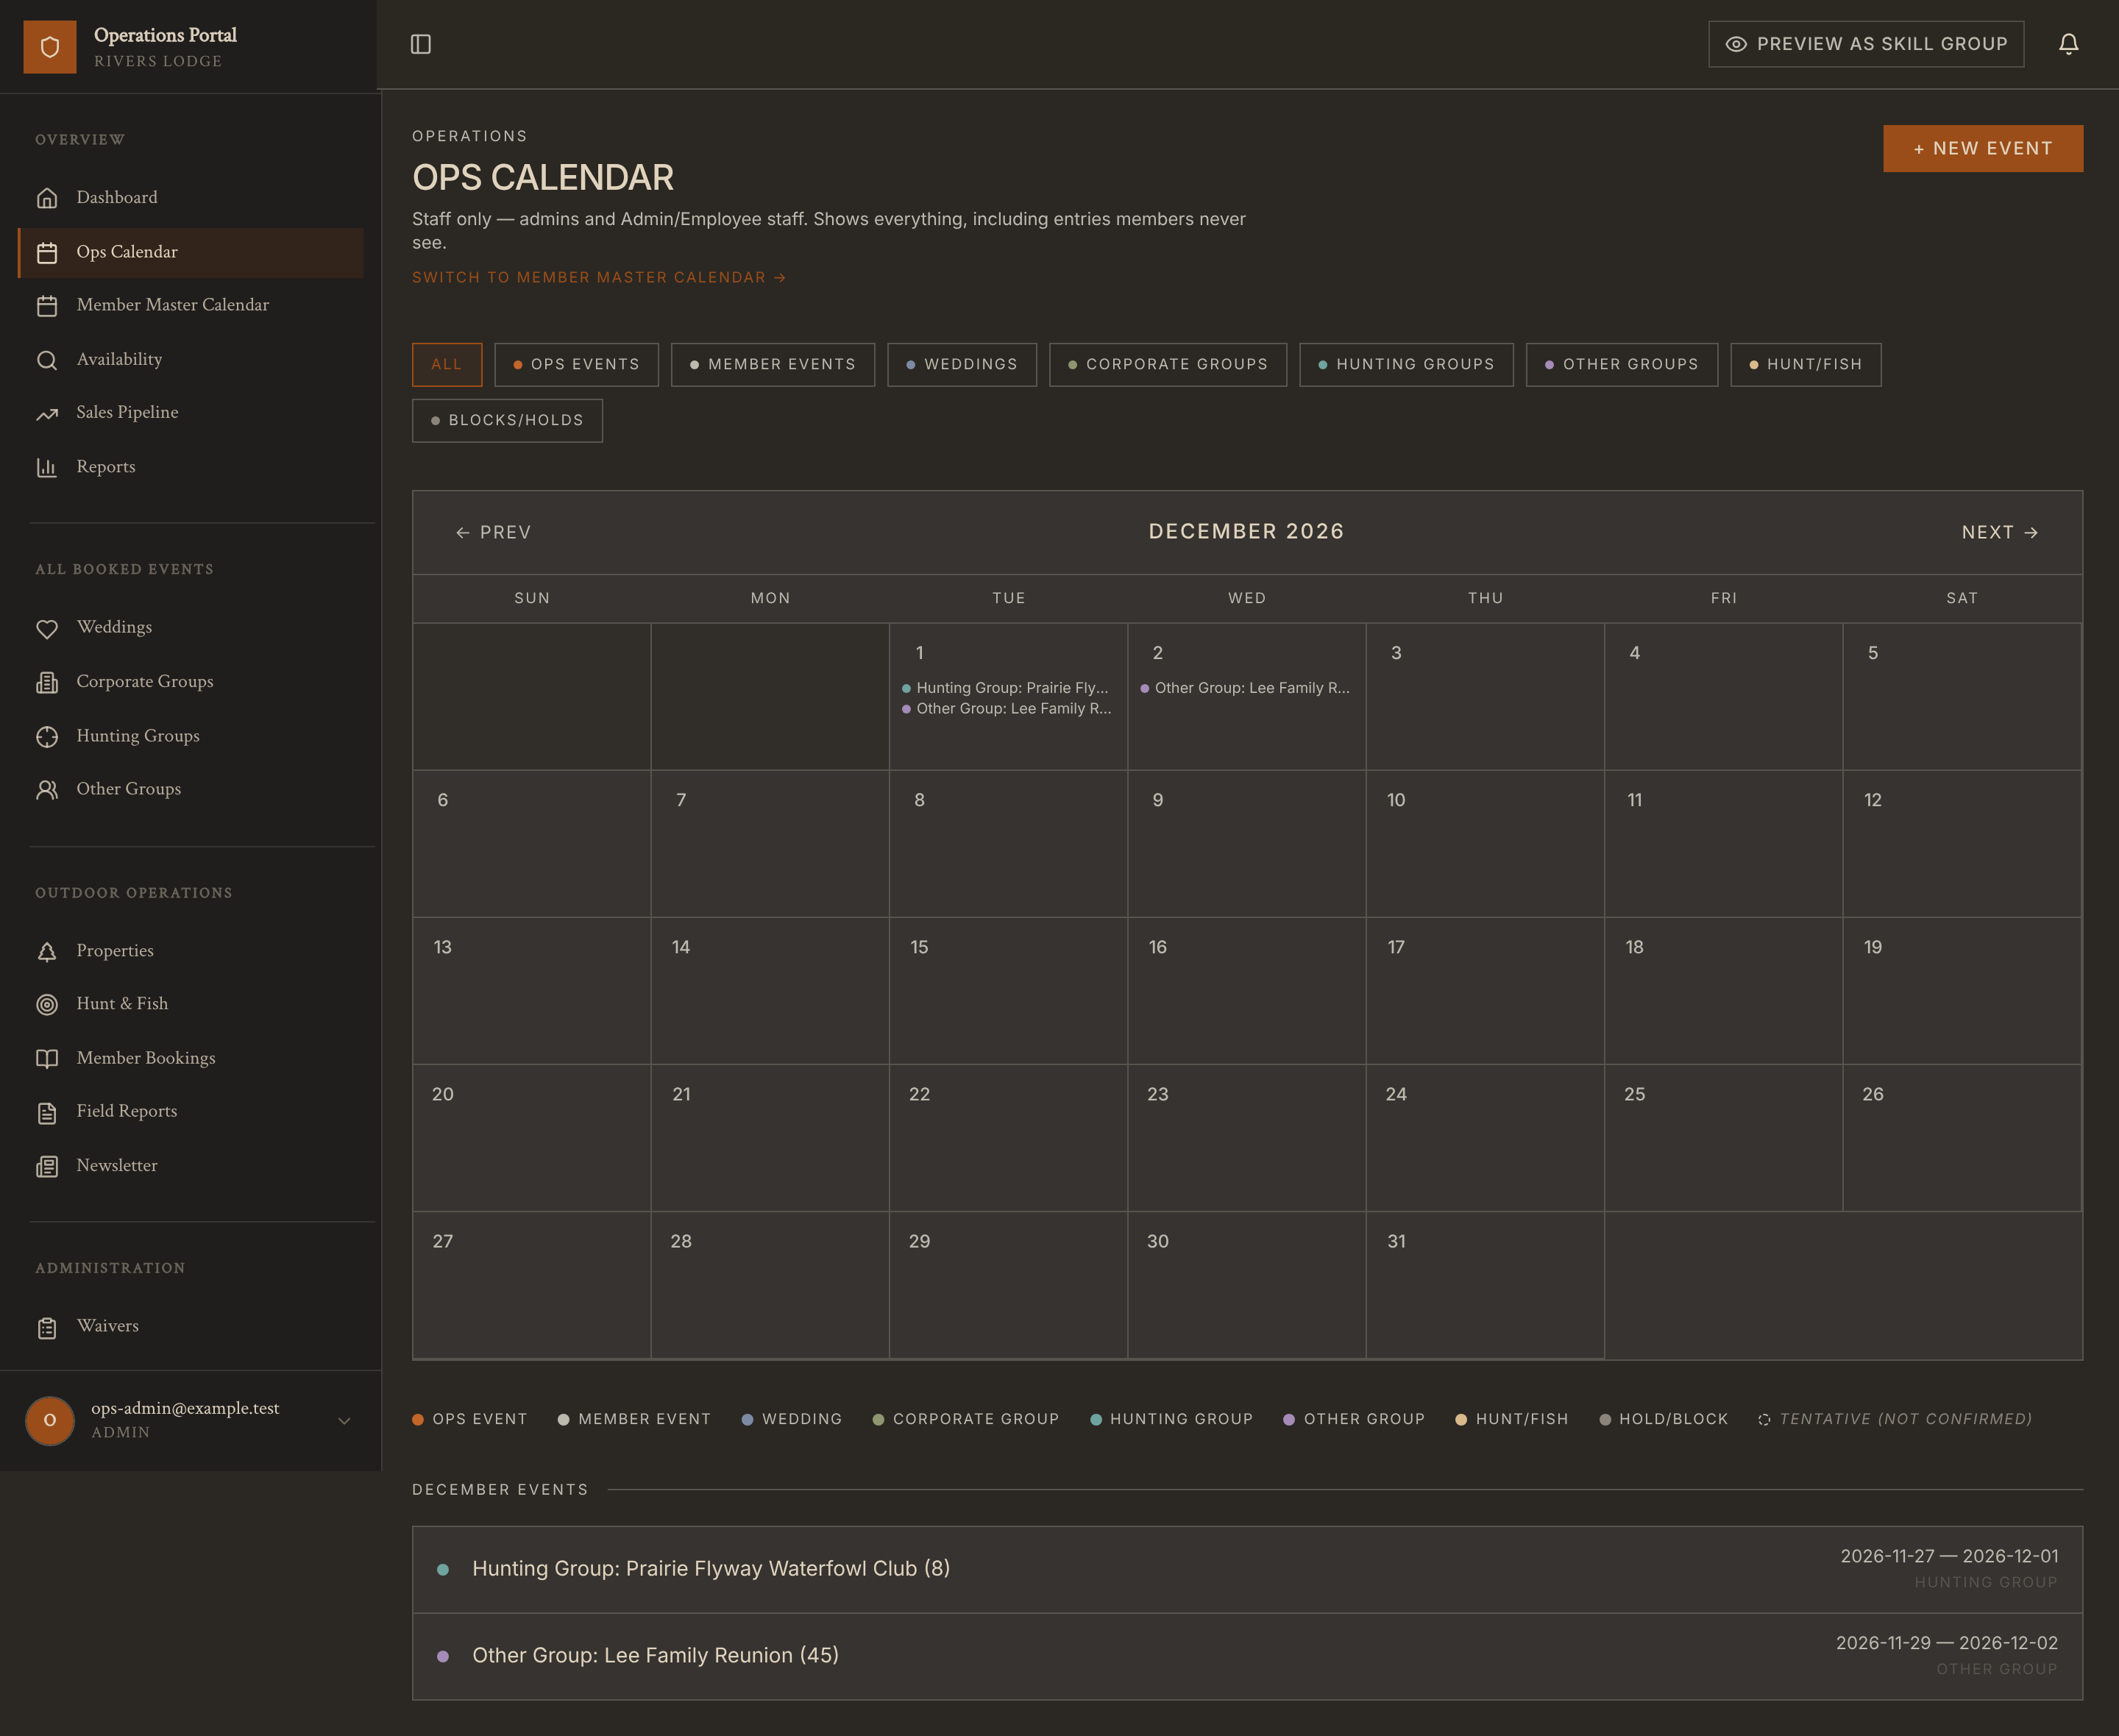 Operations Portal
RIVERS LODGE
OVERVIEW
Dashboard
Ops Calendar
Member Master Calendar
Availability
Sales Pipeline
Reports
ALL BOOKED EVENTS
Weddings
Corporate Groups
Hunting Groups
Other Groups
OUTDOOR OPERATIONS
Properties
Hunt & Fish
Member Bookings
Field Reports
Newsletter
ADMINISTRATION
Waivers
O
ops-admin@example.test
ADMIN
PREVIEW AS SKILL GROUP
OPERATIONS
OPS CALENDAR
Staff only — admins and Admin/Employee staff. Shows everything, including entries members never
see.
SWITCH TO MEMBER MASTER CALENDAR →
+ NEW EVENT
ALL OPS EVENTS MEMBER EVENTS WEDDINGS CORPORATE GROUPS HUNTING GROUPS OTHER GROUPS HUNT/FISH
BLOCKS/HOLDS
← PREV DECEMBER 2026 NEXT →
SUN MON TUE WED THU FRI SAT
1 2 3 4 5
Hunting Group: Prairie Fly... Other Group: Lee Family R...
Other Group: Lee Family R...
6 7 8 9 10 11 12
13 14 15 16 17 18 19
20 21 22 23 24 25 26
27 28 29 30 31
OPS EVENT MEMBER EVENT WEDDING CORPORATE GROUP HUNTING GROUP OTHER GROUP HUNT/FISH HOLD/BLOCK TENTATIVE (NOT CONFIRMED)
DECEMBER EVENTS
Hunting Group: Prairie Flyway Waterfowl Club (8)
2026-11-27 — 2026-12-01
HUNTING GROUP
Other Group: Lee Family Reunion (45)
2026-11-29 — 2026-12-02
OTHER GROUP